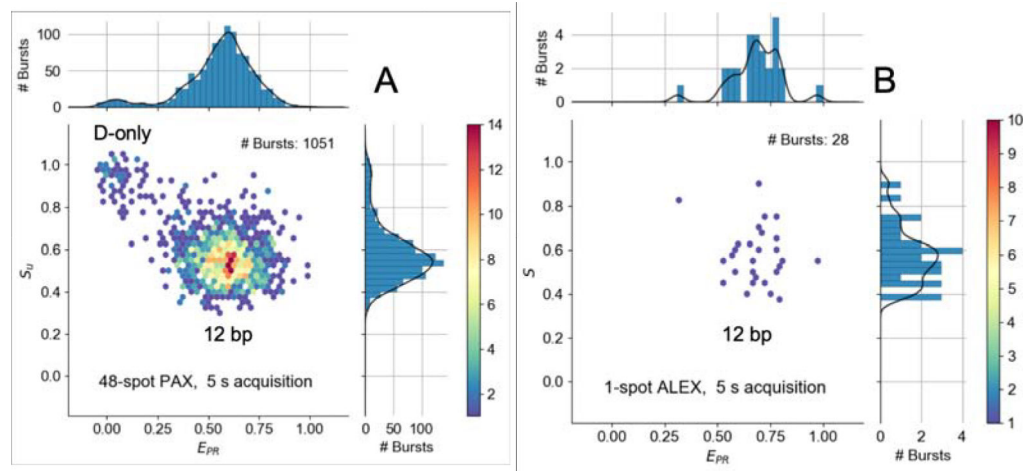 # Bursts
100
50
0
A
D-only
# Bursts: 1051
1.0
0.8
0.6
0.4
0.2
0.0
S_U
12 bp
48-spot PAX, 5 s acquisition
0.00 0.25 0.50 0.75 1.00
E_PR
0 50 100
# Bursts
14
12
10
8
6
4
2
# Bursts
4
2
0
B
# Bursts: 28
1.0
0.8
0.6
0.4
0.2
0.0
S
12 bp
1-spot ALEX, 5 s acquisition
0.00 0.25 0.50 0.75 1.00
E_PR
0 2 4
# Bursts
10
9
8
7
6
5
4
3
2
1